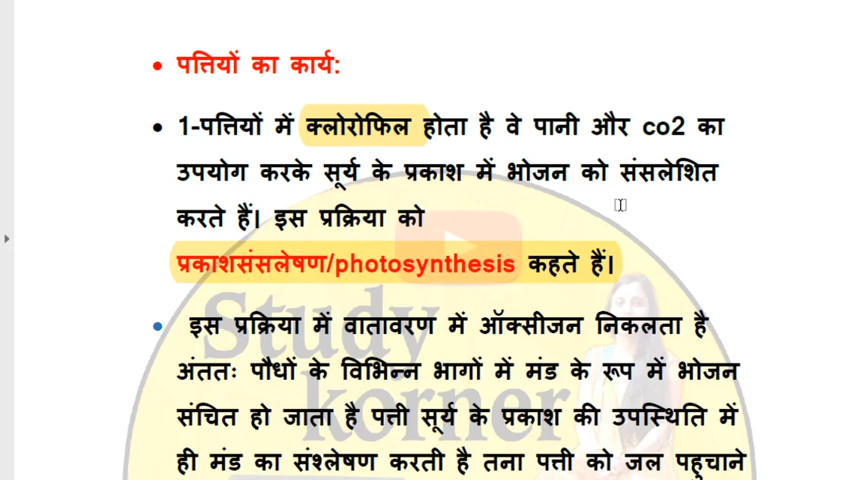 • पत्तियों का कार्य:
• 1-पत्तियों में क्लोरोफिल होता है वे पानी और co2 का
उपयोग करके सूर्य के प्रकाश में भोजन को संसलेशित
करते हैं। इस प्रक्रिया को
प्रकाशसंसलेषण/photosynthesis कहते हैं।
• इस प्रक्रिया में वातावरण में ऑक्सीजन निकलता है
अंततः पौधों के विभिन्न भागों में मंड के रूप में भोजन
संचित हो जाता है पत्ती सूर्य के प्रकाश की उपस्थिति में
ही मंड का संश्लेषण करती है तना पत्ती को जल पहुचाने
Study
korner